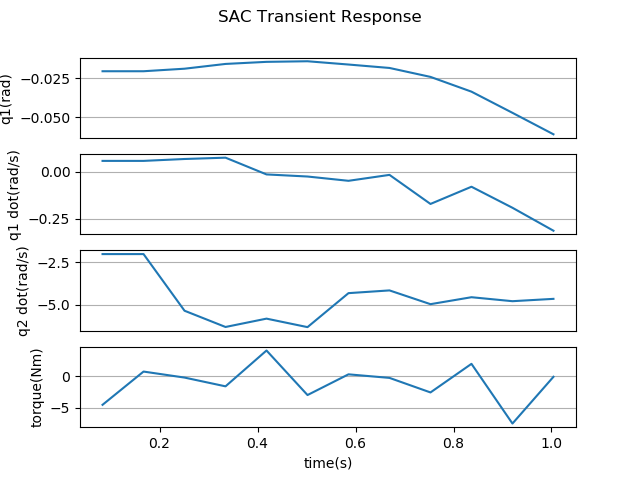 SAC Transient Response
q1(rad)
−0.025
−0.050
q1 dot(rad/s)
0.00
−0.25
q2 dot(rad/s)
−2.5
−5.0
torque(Nm)
0
−5
0.2 0.4 0.6 0.8 1.0
time(s)